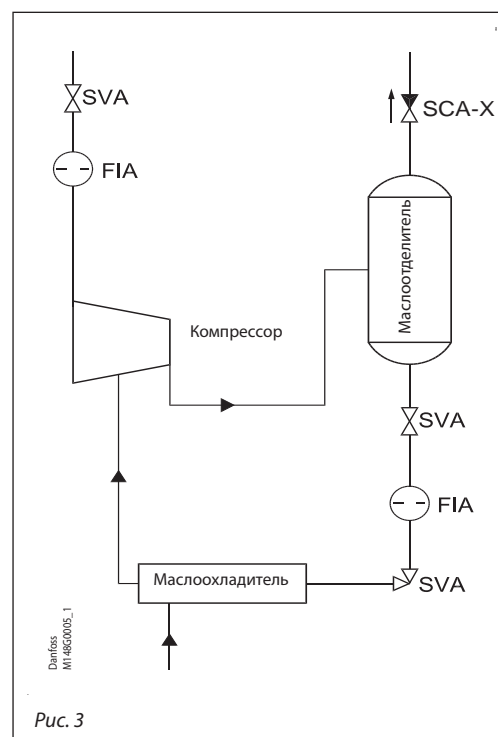 SVA
SCA-X
FIA
Маслоотделитель
Компрессор
SVA
FIA
Маслоохладитель
SVA
Danfoss
M148G0005_1
Рис. 3